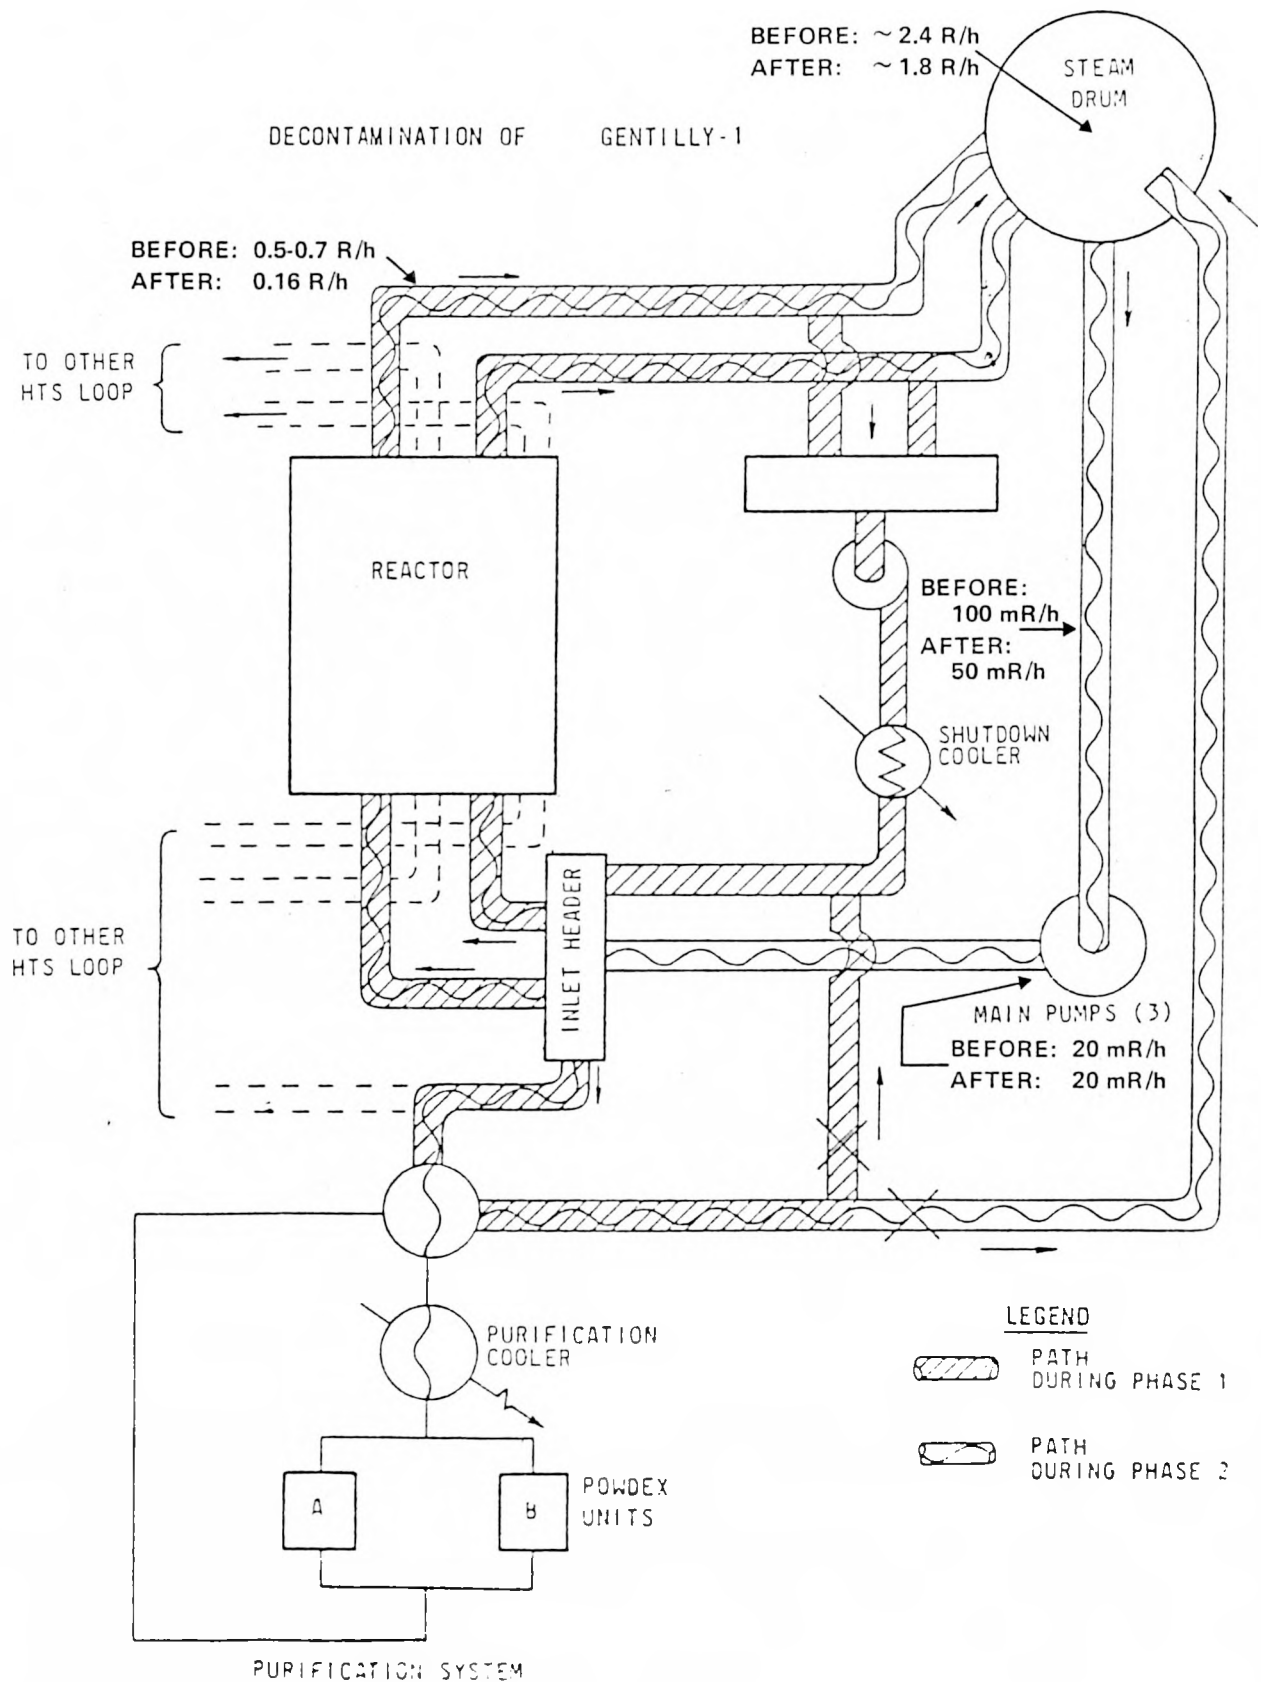 BEFORE: ~2.4 R/h
AFTER: ~1.8 R/h
STEAM
DRUM
DECONTAMINATION OF GENTILLY-1
BEFORE: 0.5-0.7 R/h
AFTER: 0.16 R/h
TO OTHER
HTS LOOP
REACTOR
BEFORE:
100 mR/h
AFTER:
50 mR/h
SHUTDOWN
COOLER
INLET HEADER
TO OTHER
HTS LOOP
MAIN PUMPS (3)
BEFORE: 20 mR/h
AFTER: 20 mR/h
PURIFICATION
COOLER
LEGEND
PATH
DURING PHASE 1
PATH
DURING PHASE 2
A
B
POWDEX
UNITS
PURIFICATION SYSTEM